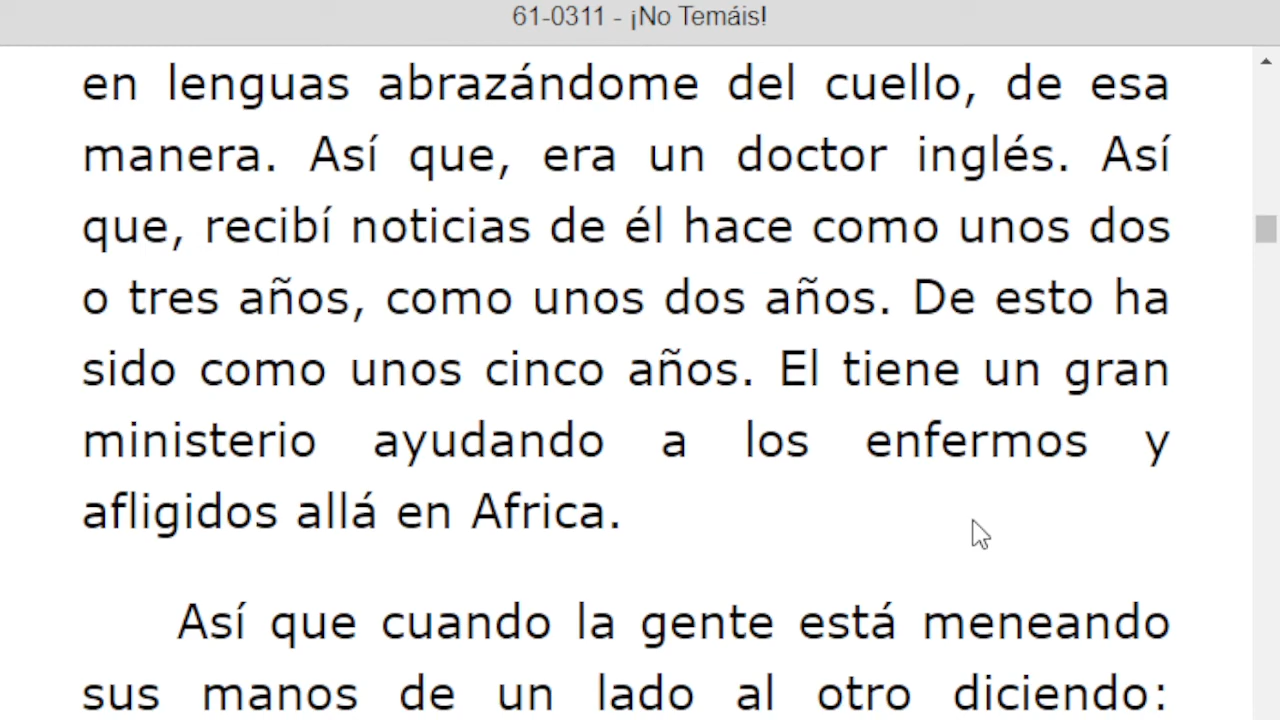 61-0311 - ¡No Temáis!
en lenguas abrazándome del cuello, de esa
manera. Así que, era un doctor inglés. Así
que, recibí noticias de él hace como unos dos
o tres años, como unos dos años. De esto ha
sido como unos cinco años. El tiene un gran
ministerio ayudando a los enfermos y
afligidos allá en Africa.
Así que cuando la gente está meneando
sus manos de un lado al otro diciendo: